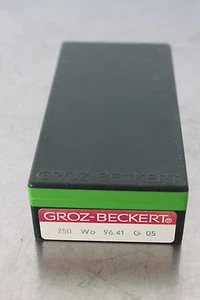 GROZ-BECKERT
GROZ-BECKERT®
250 Wo 96.41 G 05